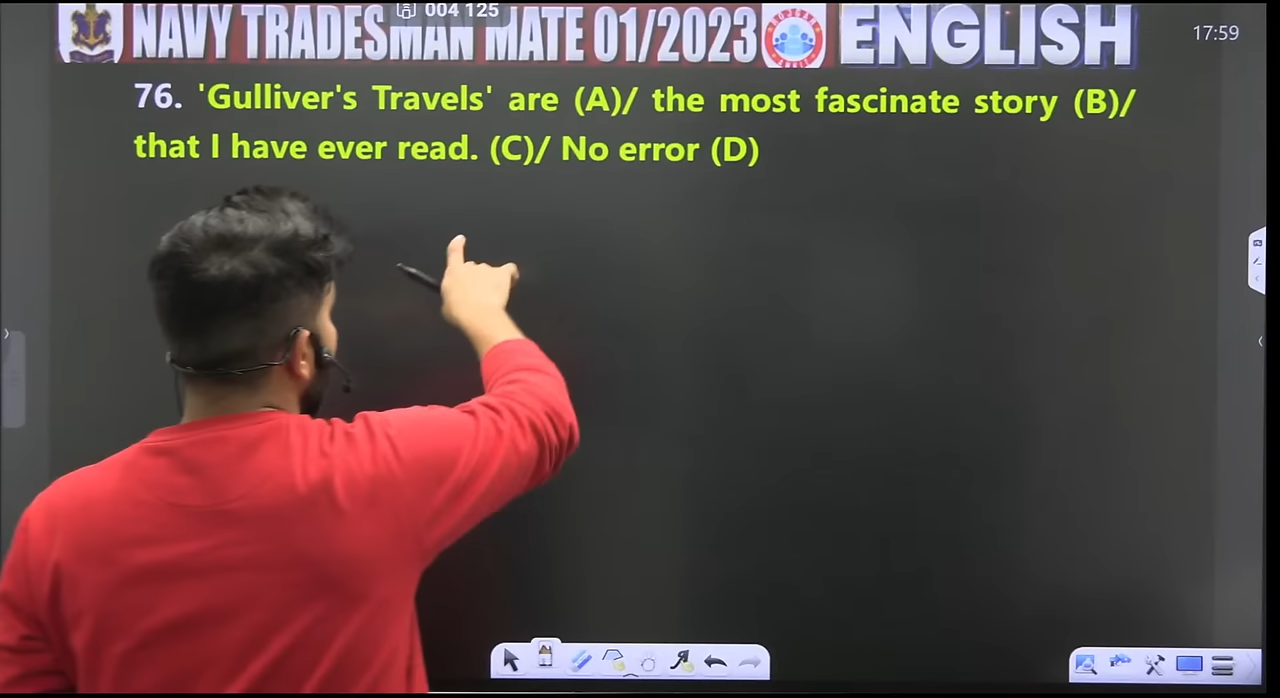 004 125
NAVY TRADESMAN MATE 01/2023 ENGLISH
17:59
76. 'Gulliver's Travels' are (A)/ the most fascinate story (B)/
that I have ever read. (C)/ No error (D)